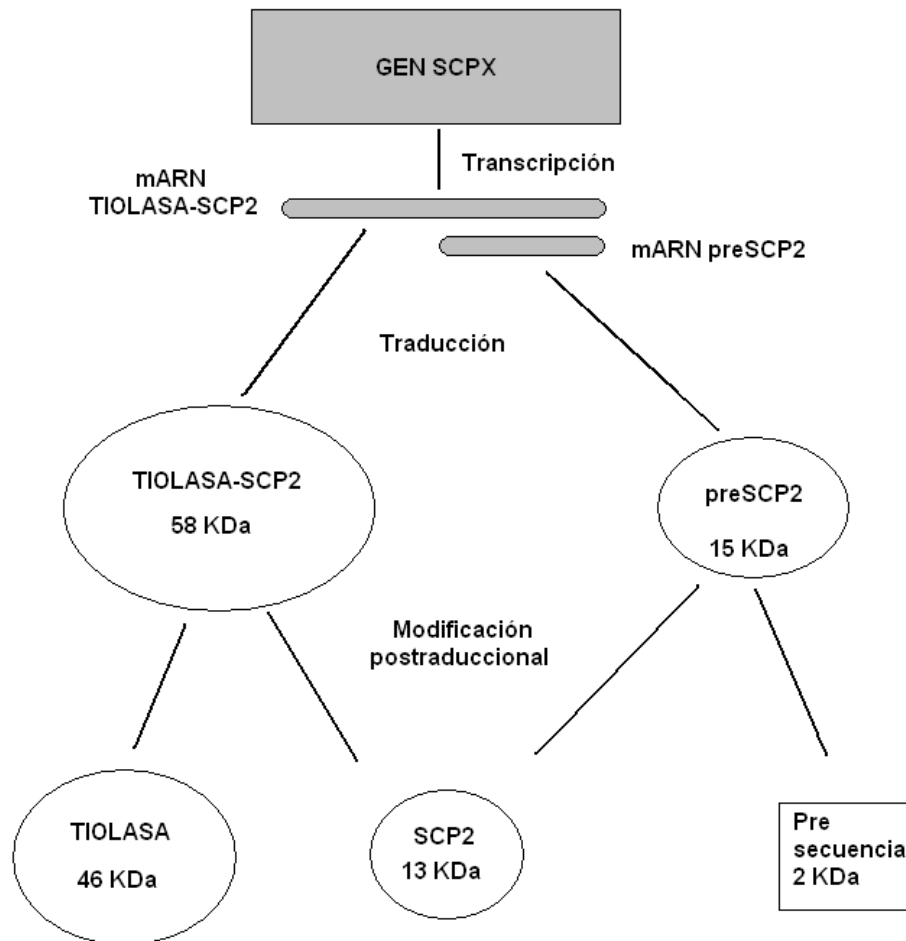 GEN SCPX
Transcripción
mARN
TIOLASA-SCP2
mARN preSCP2
Traducción
TIOLASA-SCP2
58 KDa
preSCP2
15 KDa
Modificación
postraduccional
TIOLASA
46 KDa
SCP2
13 KDa
Pre
secuencia
2 KDa